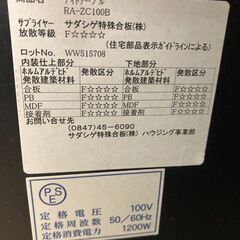 商品名 サイドテーブル
RA-ZC100B
サプライヤー サダシゲ特殊合板(株)
放散等級 F☆☆☆☆
(住宅部品表示ガイドラインによる)
ロットNo. WW515708
内装仕上部分 下地部分
ホルムアルデヒド発散建築材料 発散区分 ホルムアルデヒド発散建築材料 発散区分
合板 F☆☆☆☆ 合板 F☆☆☆☆
PB F☆☆☆☆ PB F☆☆☆☆
MDF F☆☆☆☆ MDF F☆☆☆☆
接着剤 F☆☆☆☆ 接着剤 F☆☆☆☆
お問い合せ先
☎ (0847)45-6090
サダシゲ特殊合板(株) ハウジング事業部
PSE
定格電圧 100V
定格周波数 50/60Hz
定格消費電力 1200W